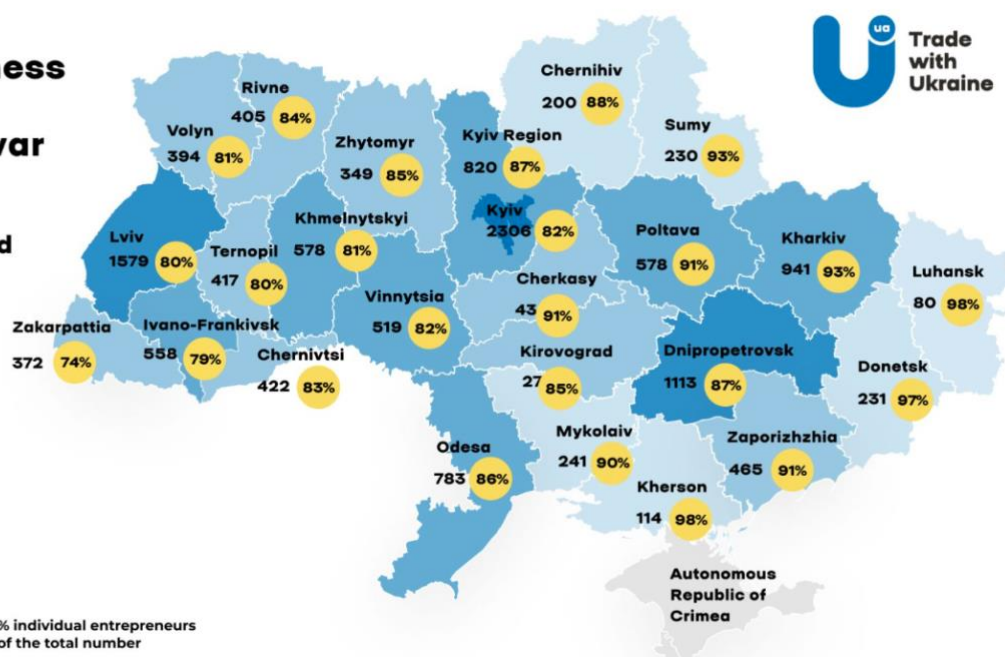 ness
var
d
ua
Trade
with
Ukraine
Chernihiv
200 88%
Rivne
405 84%
Volyn
394 81%
Zhytomyr
349 85%
Kyiv Region
820 87%
Sumy
230 93%
Kyiv
2306 82%
Khmelnytskyi
578 81%
Lviv
1579 80%
Ternopil
417 80%
Poltava
578 91%
Kharkiv
941 93%
Luhansk
80 98%
Cherkasy
43 91%
Vinnytsia
519 82%
Zakarpattia
372 74%
Ivano-Frankivsk
558 79%
Chernivtsi
422 83%
Kirovograd
27 85%
Dnipropetrovsk
1113 87%
Donetsk
231 97%
Mykolaiv
241 90%
Zaporizhzhia
465 91%
Odesa
783 86%
Kherson
114 98%
Autonomous
Republic of
Crimea
% individual entrepreneurs
of the total number